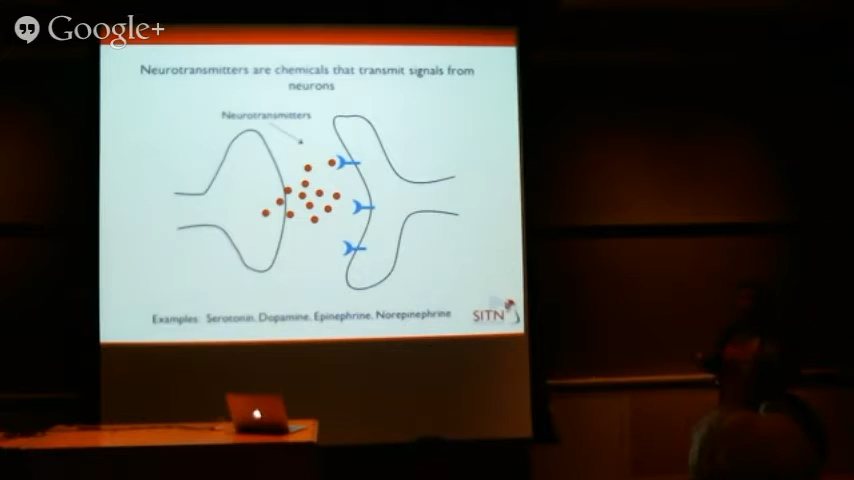 Google+
Neurotransmitters are chemicals that transmit signals from
neurons
Neurotransmitters
Examples: Serotonin, Dopamine, Epinephrine, Norepinephrine
SITN